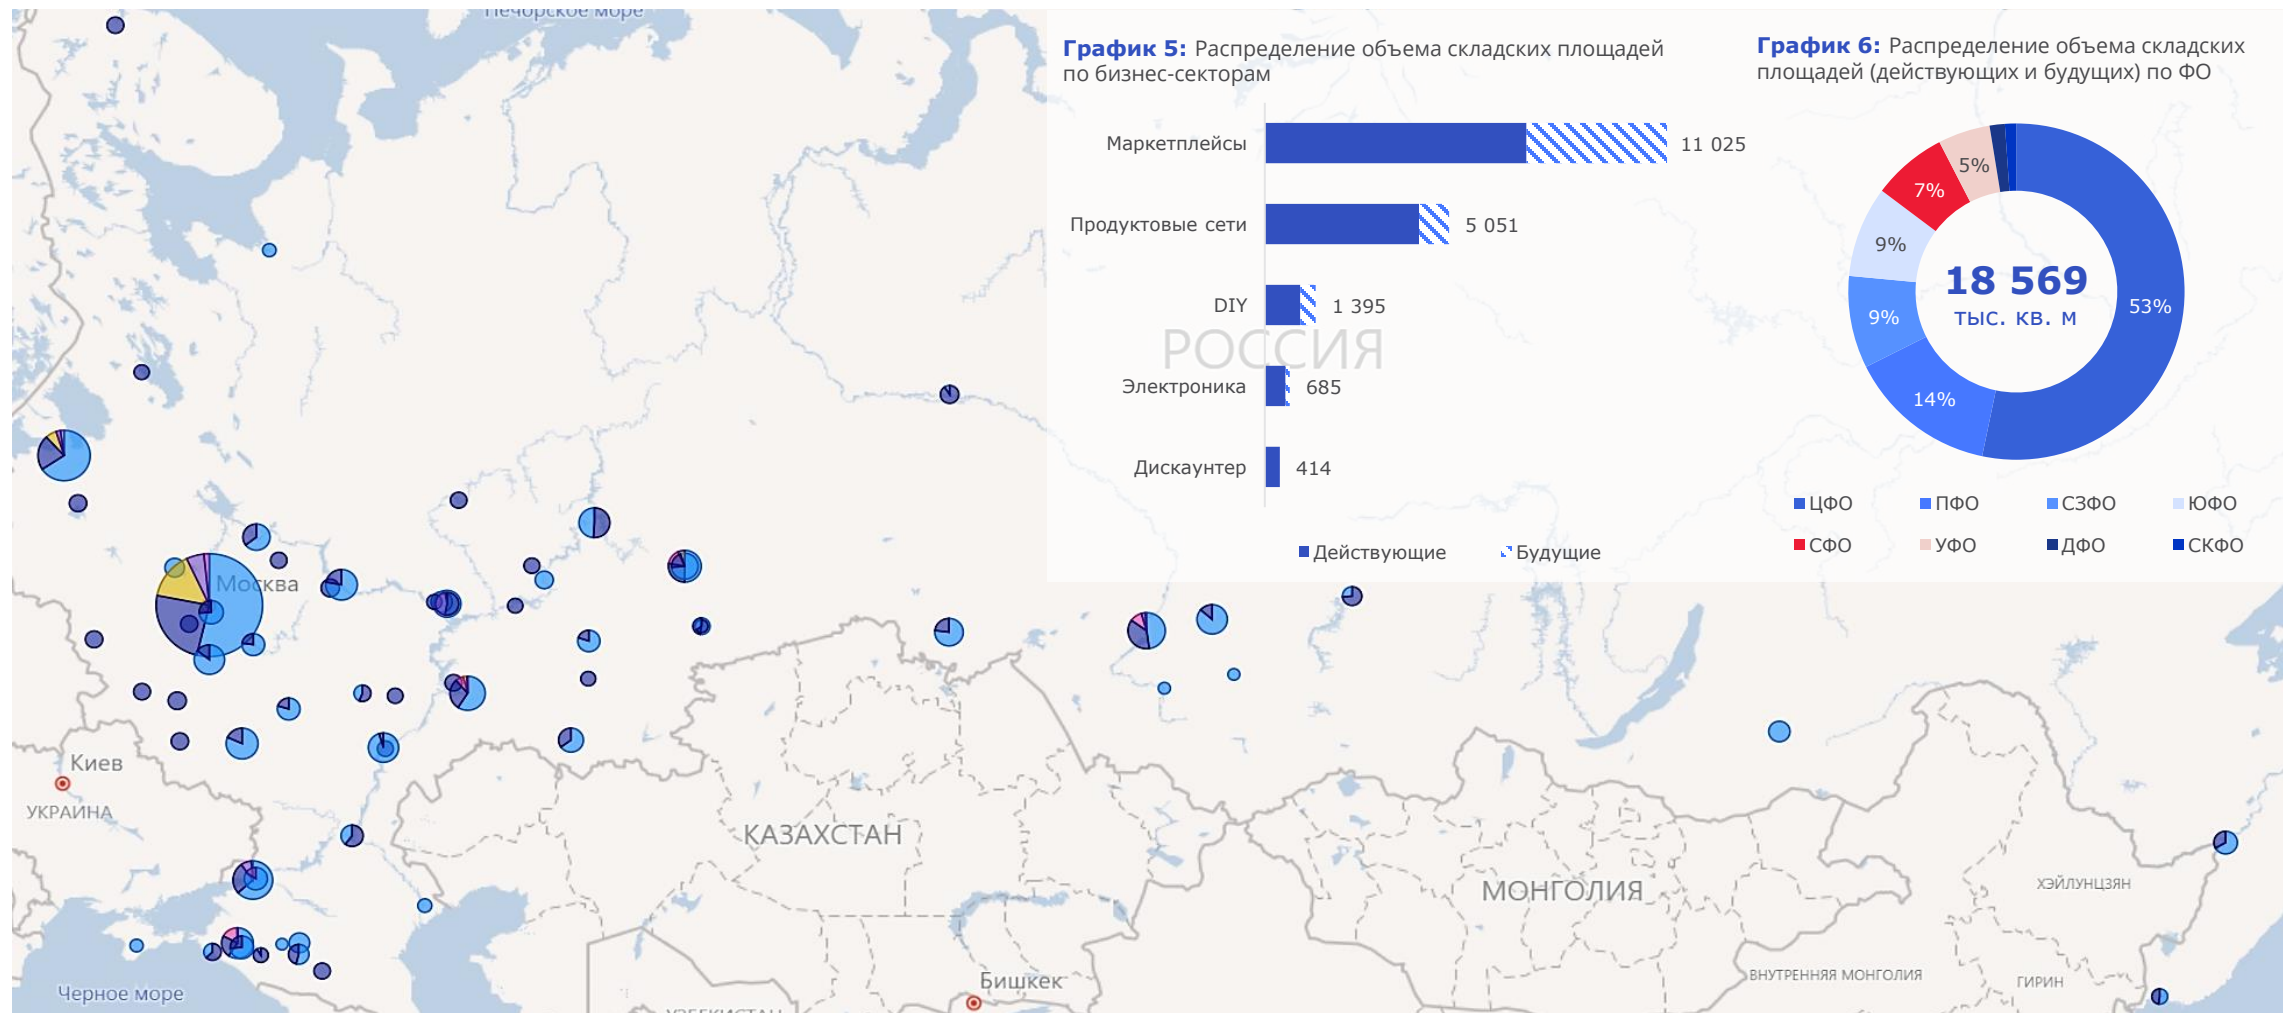 Печорское море
График 5: Распределение объема складских площадей
по бизнес-секторам
Маркетплейсы
11 025
Продуктовые сети
5 051
DIY
1 395
РОССИЯ
Электроника
685
Дискаунтер
414
Действующие
Будущие
График 6: Распределение объема складских
площадей (действующих и будущих) по ФО
5%
7%
9%
9%
14%
53%
18 569
тыс. кв. м
ЦФО
ПФО
СЗФО
ЮФО
СФО
УФО
ДФО
СКФО
Москва
Киев
УКРАИНА
КАЗАХСТАН
МОНГОЛИЯ
ХЭЙЛУНЦЗЯН
ВНУТРЕННЯЯ МОНГОЛИЯ
ГИРИН
Бишкек
Черное море
УЗБЕКИСТАН